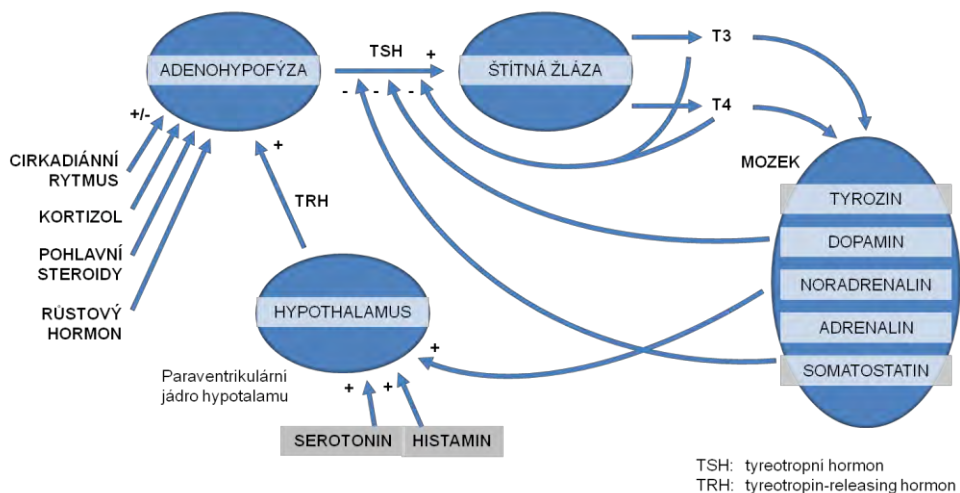 ADENOHYPOFÝZA
TSH
+
ŠTÍTNÁ ŽLÁZA
T3
T4
-
-
-
+/-
CIRKADIÁNNÍ
RYTMUS
KORTIZOL
POHLAVNÍ
STEROIDY
RŮSTOVÝ
HORMON
+
TRH
HYPOTHALAMUS
Paraventrikulární
jádro hypotalamu
+
+
+
SEROTONIN
HISTAMIN
MOZEK
TYROZIN
DOPAMIN
NORADRENALIN
ADRENALIN
SOMATOSTATIN
TSH: tyreotropní hormon
TRH: tyreotropin-releasing hormon